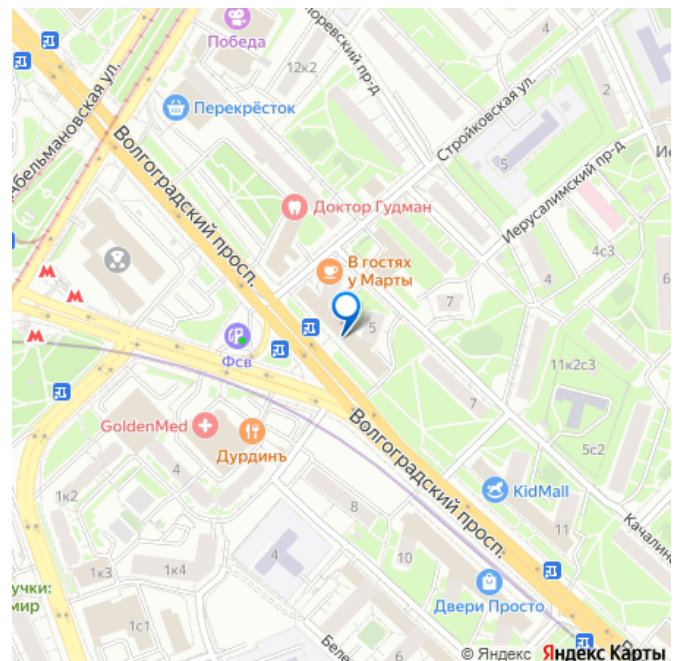 Победа
12к2
Перекрёсток
Абельмановская ул.
Волгоградский просп.
Стройковская ул.
2
5
Иерусалимский пр-д
Доктор Гудман
4с3
6
В гостях
у Марты
4
7
5
Фсв
11к2с3
7
GoldenMed
Дурдинъ
4
5с2
Волгоградский просп.
KidMall
1к2
8
11
4
10
1к3
1к4
Двери Просто
1с1
© Яндекс Яндекс Карты